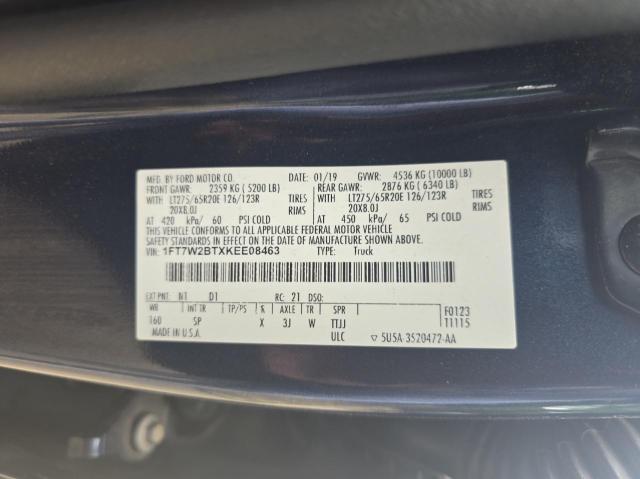 MFG. BY FORD MOTOR CO. DATE: 01/19 GVWR: 4536 KG (10000 LB)
FRONT GAWR: 2359 KG (5200 LB) REAR GAWR: 2876 KG (6340 LB)
WITH LT275/65R20E 126/123R TIRES WITH LT275/65R20E 126/123R TIRES
20X8.0J RIMS 20X8.0J RIMS
AT 420 kPa/ 60 PSI COLD AT 450 kPa/ 65 PSI COLD
THIS VEHICLE CONFORMS TO ALL APPLICABLE FEDERAL MOTOR VEHICLE
SAFETY STANDARDS IN EFFECT ON THE DATE OF MANUFACTURE SHOWN ABOVE.
VIN: 1FT7W2BTXKEE08463 TYPE: Truck
EXT PNT: N1 D1 RC: 21 DSO:
WB INT TR TP/PS R AXLE TR SPR F0123
160 SP X 3J W TTJJ T1115
MADE IN U.S.A. ULC ▽ 5U5A-3520472-AA